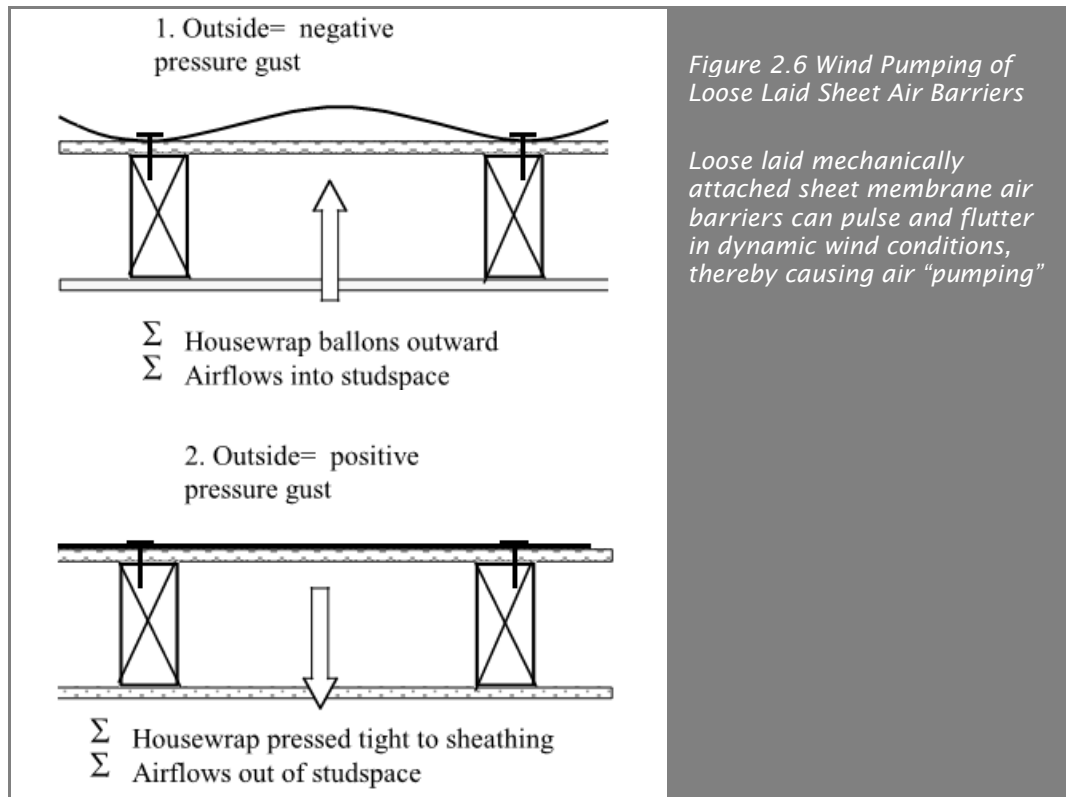 1. Outside= negative
pressure gust
Σ Housewrap ballons outward
Σ Airflows into studspace
2. Outside= positive
pressure gust
Σ Housewrap pressed tight to sheathing
Σ Airflows out of studspace
Figure 2.6 Wind Pumping of
Loose Laid Sheet Air Barriers
Loose laid mechanically
attached sheet membrane air
barriers can pulse and flutter
in dynamic wind conditions,
thereby causing air “pumping”